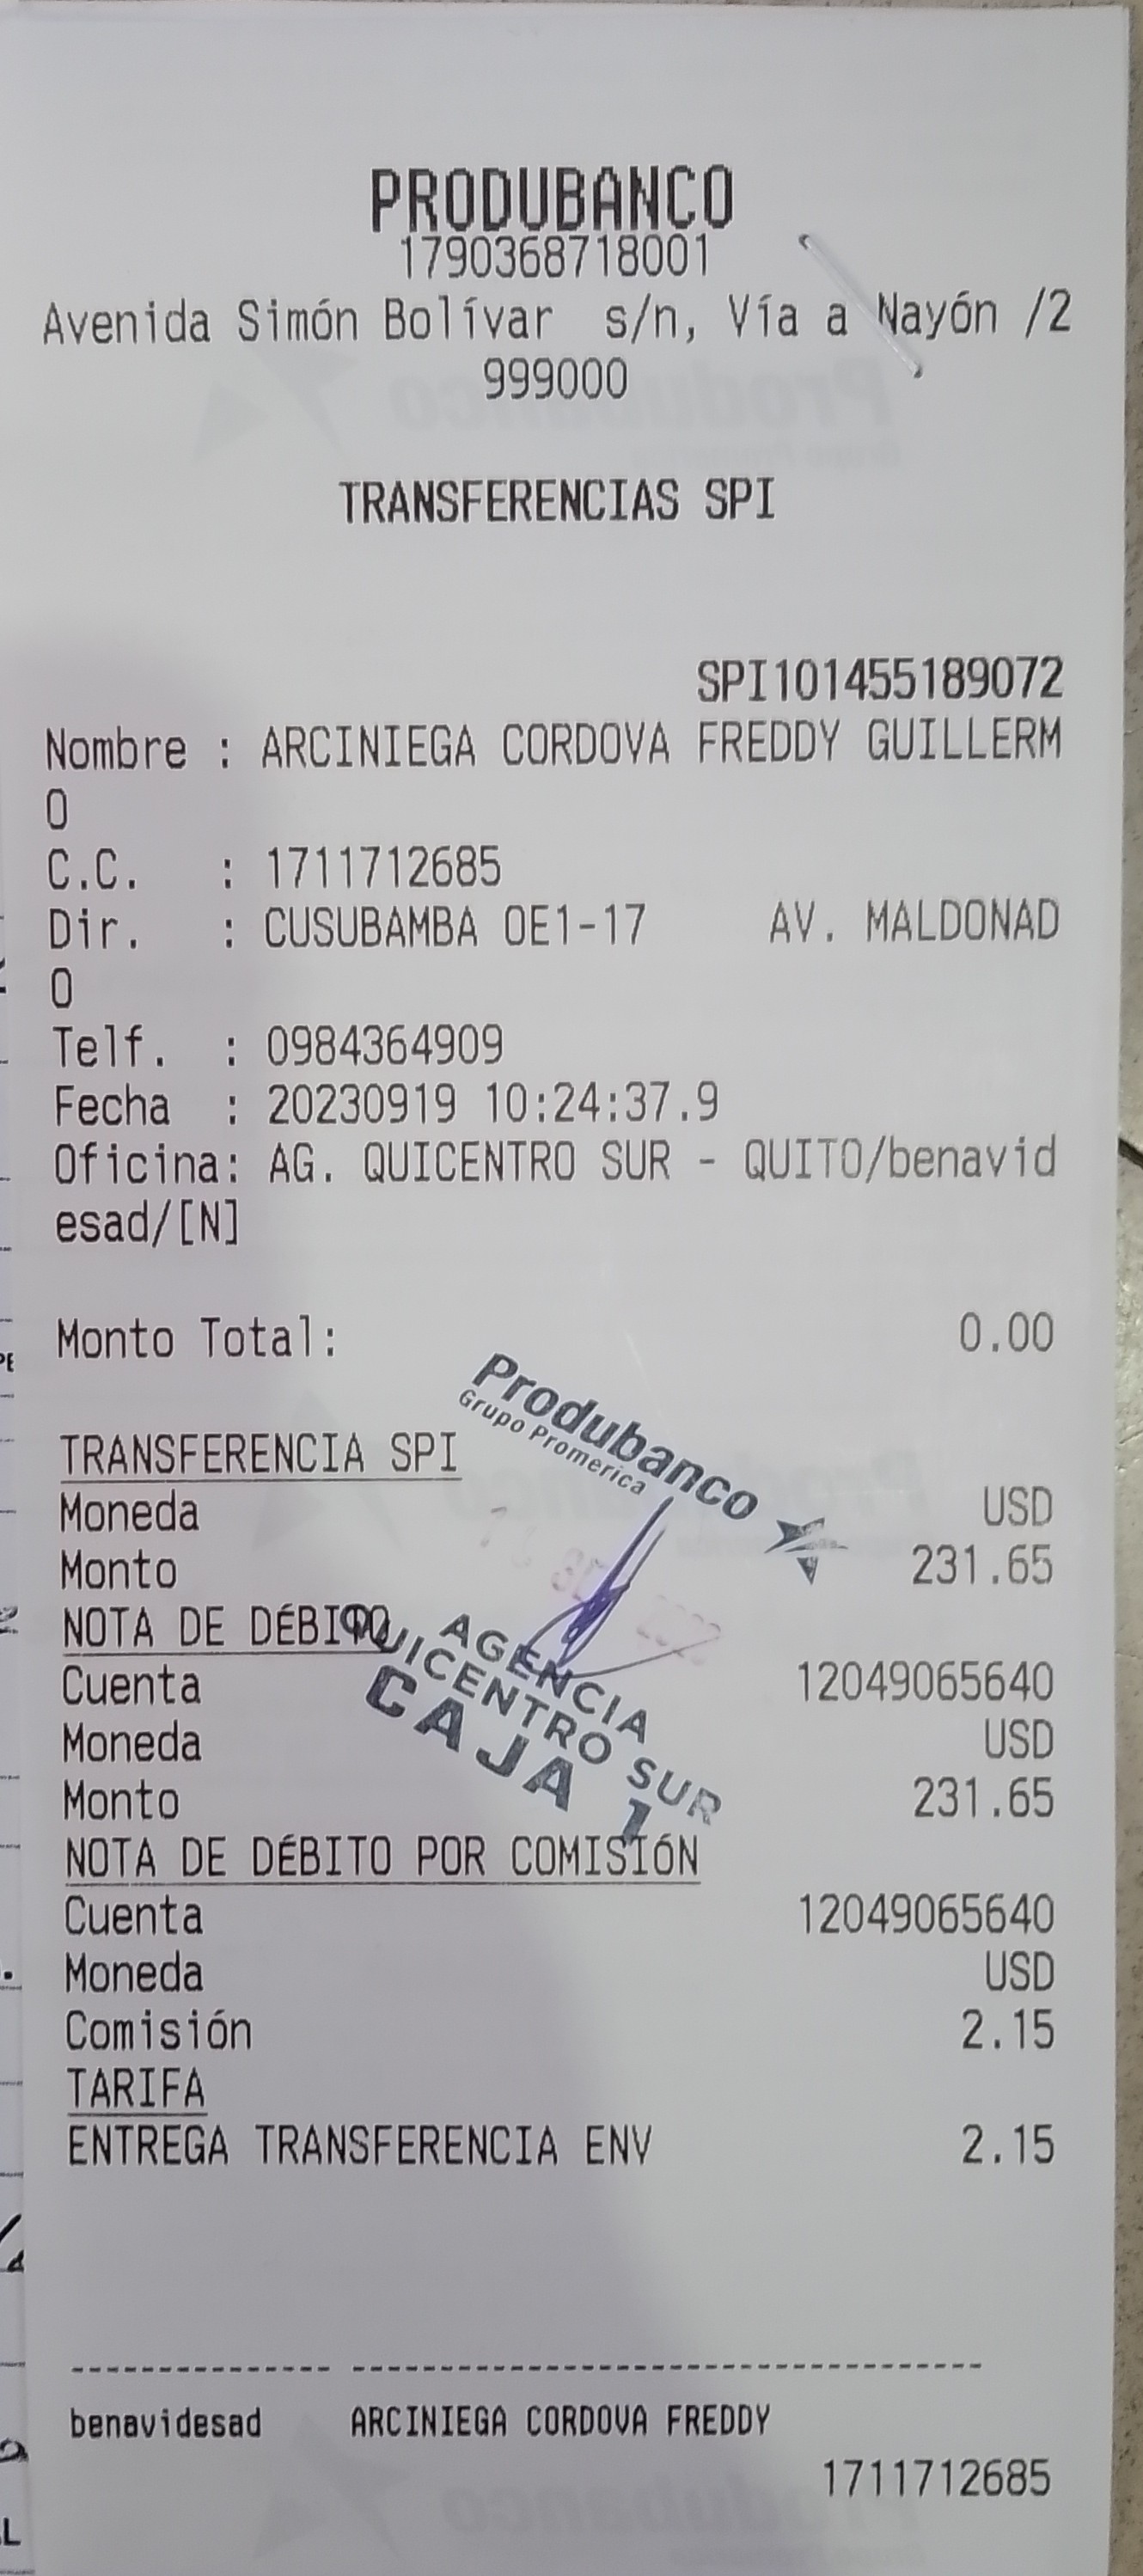 PRODUBANCO
1790368718001
Avenida Simón Bolívar s/n, Vía a Nayón /2
999000
TRANSFERENCIAS SPI
SPI101455189072
Nombre : ARCINIEGA CORDOVA FREDDY GUILLERM
O
C.C. : 1711712685
Dir. : CUSUBAMBA OE1-17 AV. MALDONAD
O
Telf. : 0984364909
Fecha : 20230919 10:24:37.9
Oficina: AG. QUICENTRO SUR - QUITO/benavid
esad/[N]
Monto Total: 0.00
Produbanco
Grupo Promerica
TRANSFERENCIA SPI
Moneda USD
Monto 231.65
NOTA DE DÉBITO
AGENCIA
QUICENTRO SUR
CAJA 1
Cuenta 12049065640
Moneda USD
Monto 231.65
NOTA DE DÉBITO POR COMISIÓN
Cuenta 12049065640
Moneda USD
Comisión 2.15
TARIFA
ENTREGA TRANSFERENCIA ENV 2.15
benavidesad ARCINIEGA CORDOVA FREDDY
1711712685